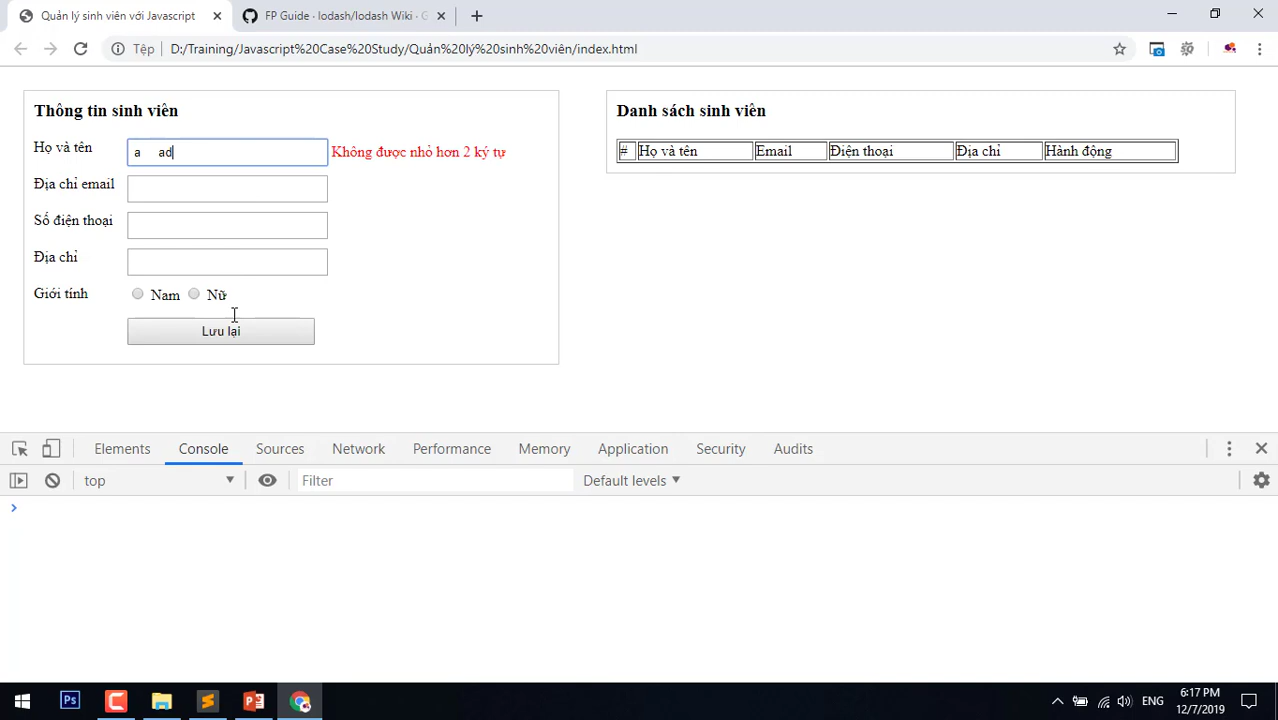 Quản lý sinh viên với Javascript
FP Guide · lodash/lodash Wiki · G
Tệp
D:/Training/Javascript%20Case%20Study/Quản%20lý%20sinh%20viên/index.html
Thông tin sinh viên
Họ và tên
a ad
Không được nhỏ hơn 2 ký tự
Địa chỉ email
Số điện thoại
Địa chỉ
Giới tính
Nam
Nữ
Lưu lại
Danh sách sinh viên
# Họ và tên Email Điện thoại Địa chỉ Hành động
Elements Console Sources Network Performance Memory Application Security Audits
top
Filter
Default levels
Ps
ENG
6:17 PM
12/7/2019